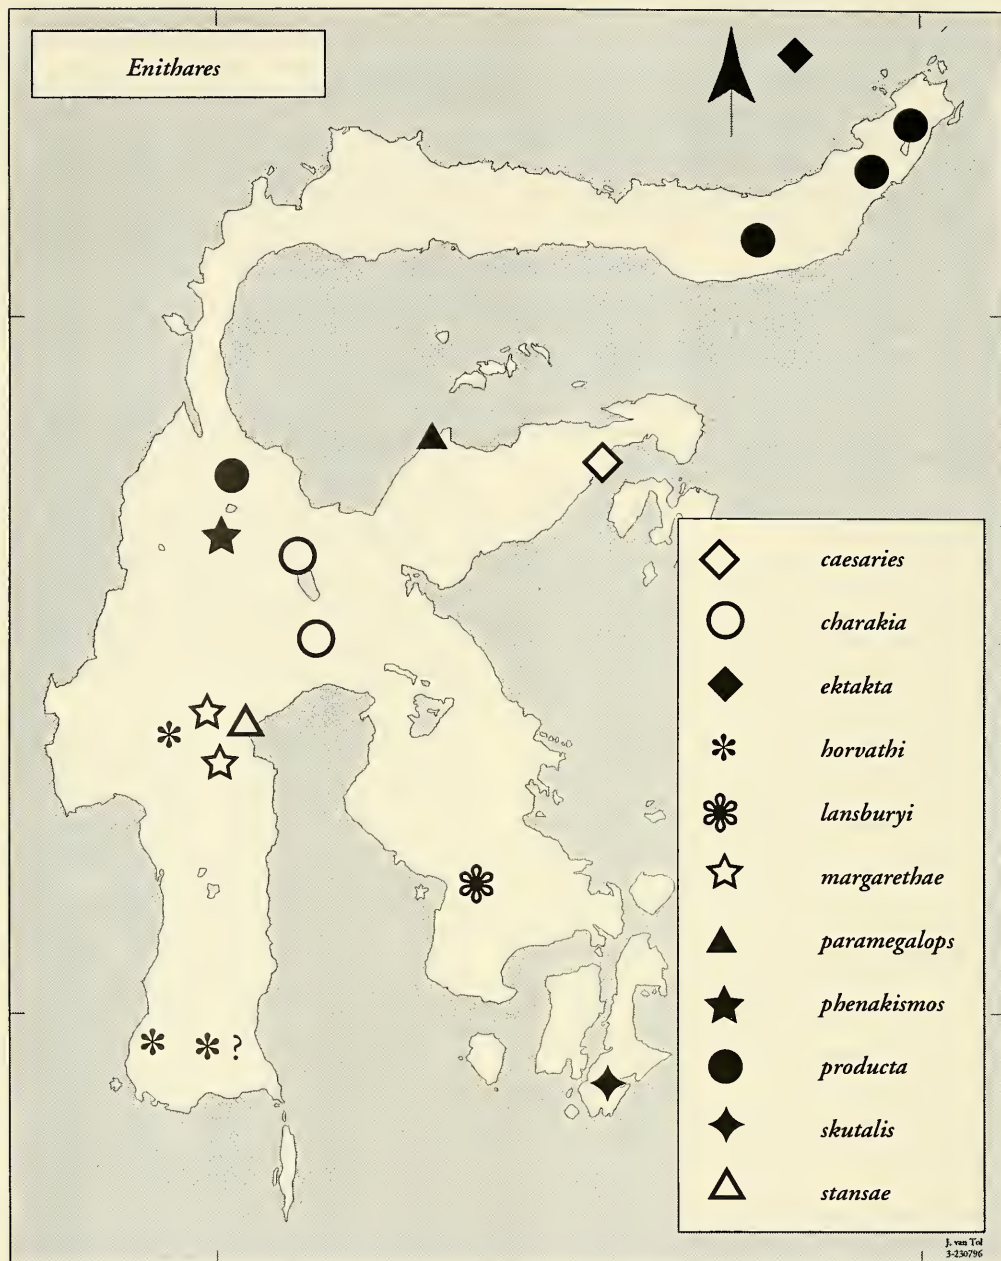 Enithares
caesaries
charakia
ektakta
horvathi
lansburyi
margarethae
paramegalops
phenakismos
producta
skutalis
stansae
?
J. van Tol
3-230796